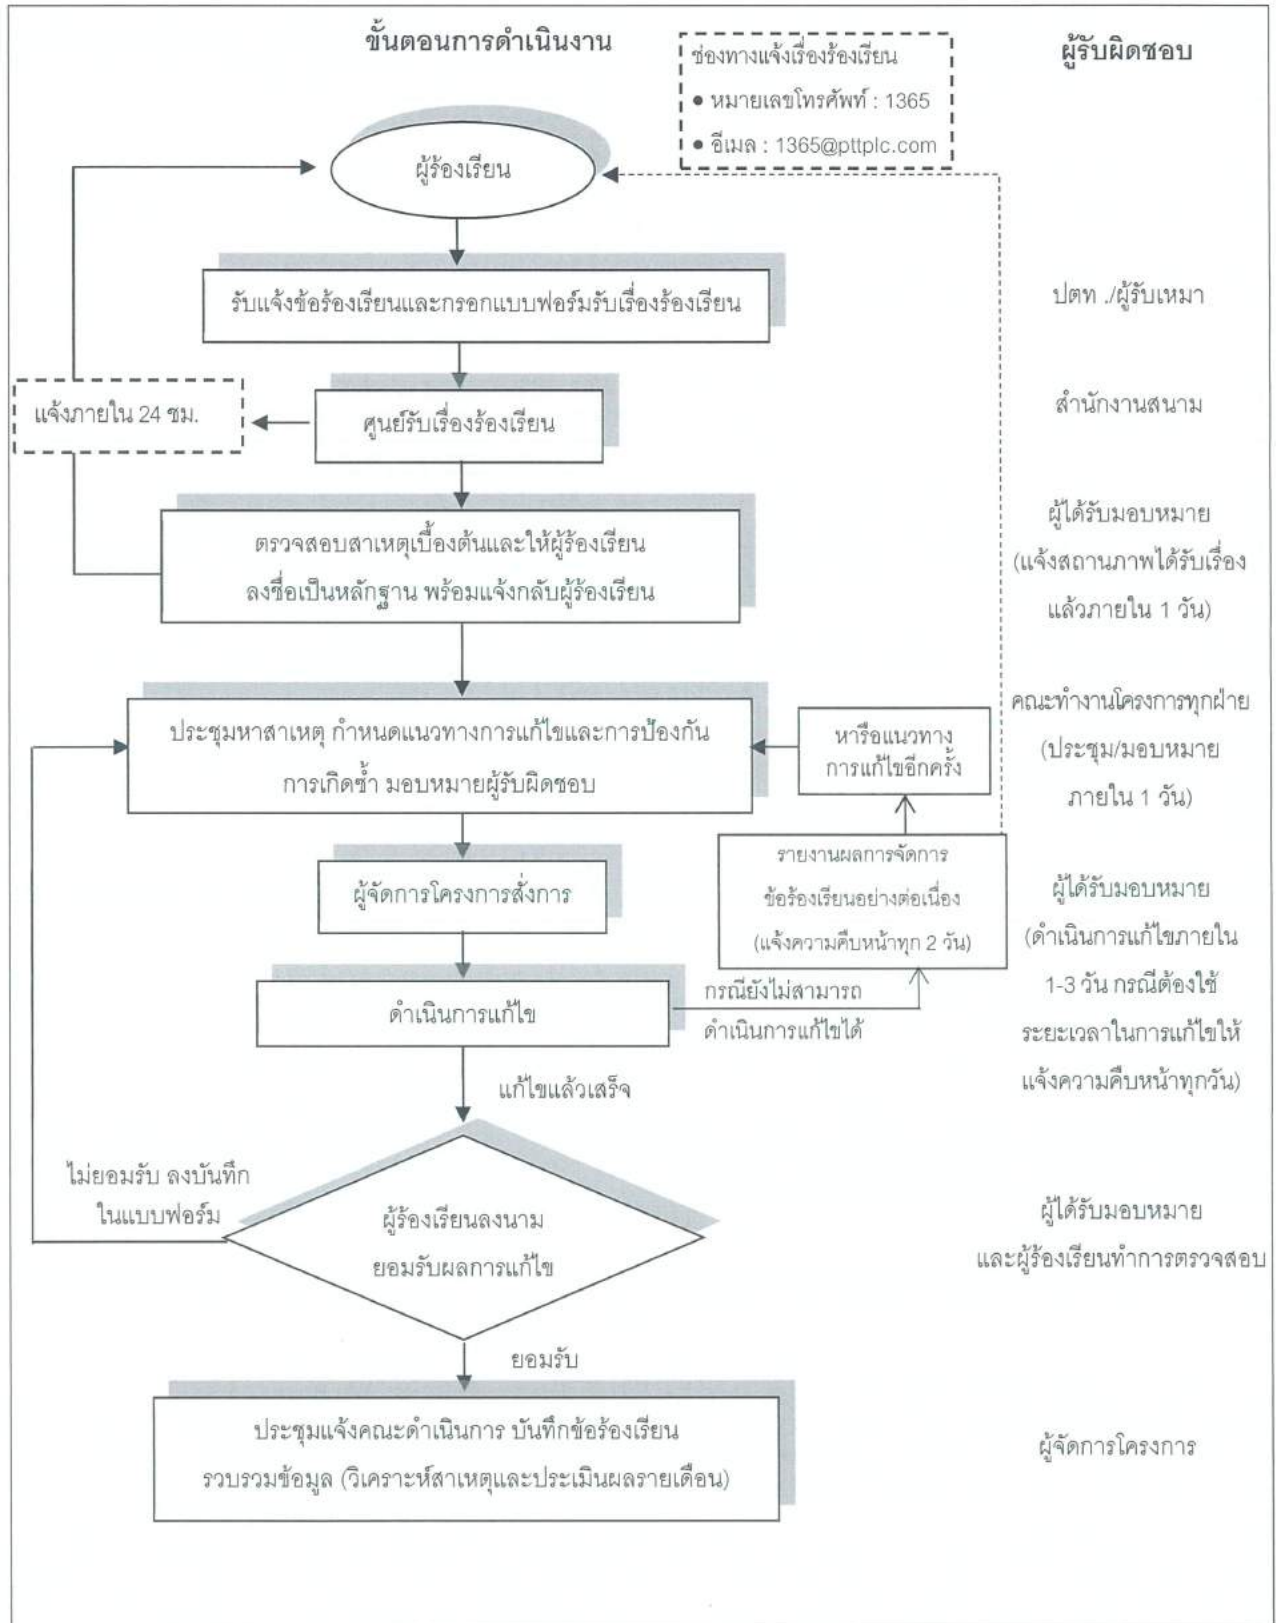 ขั้นตอนการดำเนินงาน
ผู้รับผิดชอบ
ช่องทางแจ้งเรื่องร้องเรียน
● หมายเลขโทรศัพท์ : 1365
● อีเมล : 1365@pttplc.com
ผู้ร้องเรียน
รับแจ้งข้อร้องเรียนและกรอกแบบฟอร์มรับเรื่องร้องเรียน
ปตท ./ผู้รับเหมา
แจ้งภายใน 24 ชม.
ศูนย์รับเรื่องร้องเรียน
สำนักงานสนาม
ตรวจสอบสาเหตุเบื้องต้นและให้ผู้ร้องเรียน
ลงชื่อเป็นหลักฐาน พร้อมแจ้งกลับผู้ร้องเรียน
ผู้ได้รับมอบหมาย
(แจ้งสถานภาพได้รับเรื่อง
แล้วภายใน 1 วัน)
ประชุมหาสาเหตุ กำหนดแนวทางการแก้ไขและการป้องกัน
การเกิดซ้ำ มอบหมายผู้รับผิดชอบ
หารือแนวทาง
การแก้ไขอีกครั้ง
คณะทำงานโครงการทุกฝ่าย
(ประชุม/มอบหมาย
ภายใน 1 วัน)
ผู้จัดการโครงการสั่งการ
รายงานผลการจัดการ
ข้อร้องเรียนอย่างต่อเนื่อง
(แจ้งความคืบหน้าทุก 2 วัน)
ดำเนินการแก้ไข
กรณียังไม่สามารถ
ดำเนินการแก้ไขได้
ผู้ได้รับมอบหมาย
(ดำเนินการแก้ไขภายใน
1-3 วัน กรณีต้องใช้
ระยะเวลาในการแก้ไขให้
แจ้งความคืบหน้าทุกวัน)
แก้ไขแล้วเสร็จ
ไม่ยอมรับ ลงบันทึก
ในแบบฟอร์ม
ผู้ร้องเรียนลงนาม
ยอมรับผลการแก้ไข
ผู้ได้รับมอบหมาย
และผู้ร้องเรียนทำการตรวจสอบ
ยอมรับ
ประชุมแจ้งคณะดำเนินการ บันทึกข้อร้องเรียน
รวบรวมข้อมูล (วิเคราะห์สาเหตุและประเมินผลรายเดือน)
ผู้จัดการโครงการ